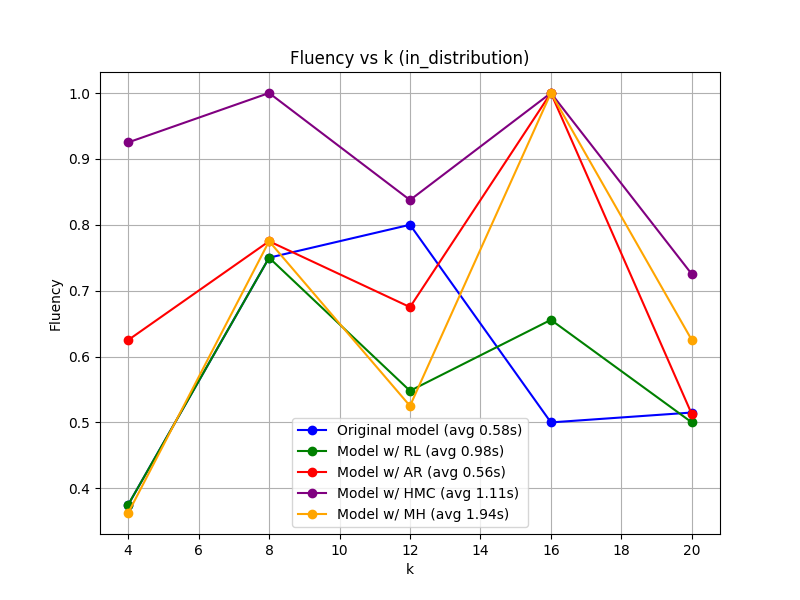 Fluency vs k (in_distribution)
Fluency
1.0
0.9
0.8
0.7
0.6
0.5
0.4
Original model (avg 0.58s)
Model w/ RL (avg 0.98s)
Model w/ AR (avg 0.56s)
Model w/ HMC (avg 1.11s)
Model w/ MH (avg 1.94s)
4 6 8 10 12 14 16 18 20
k